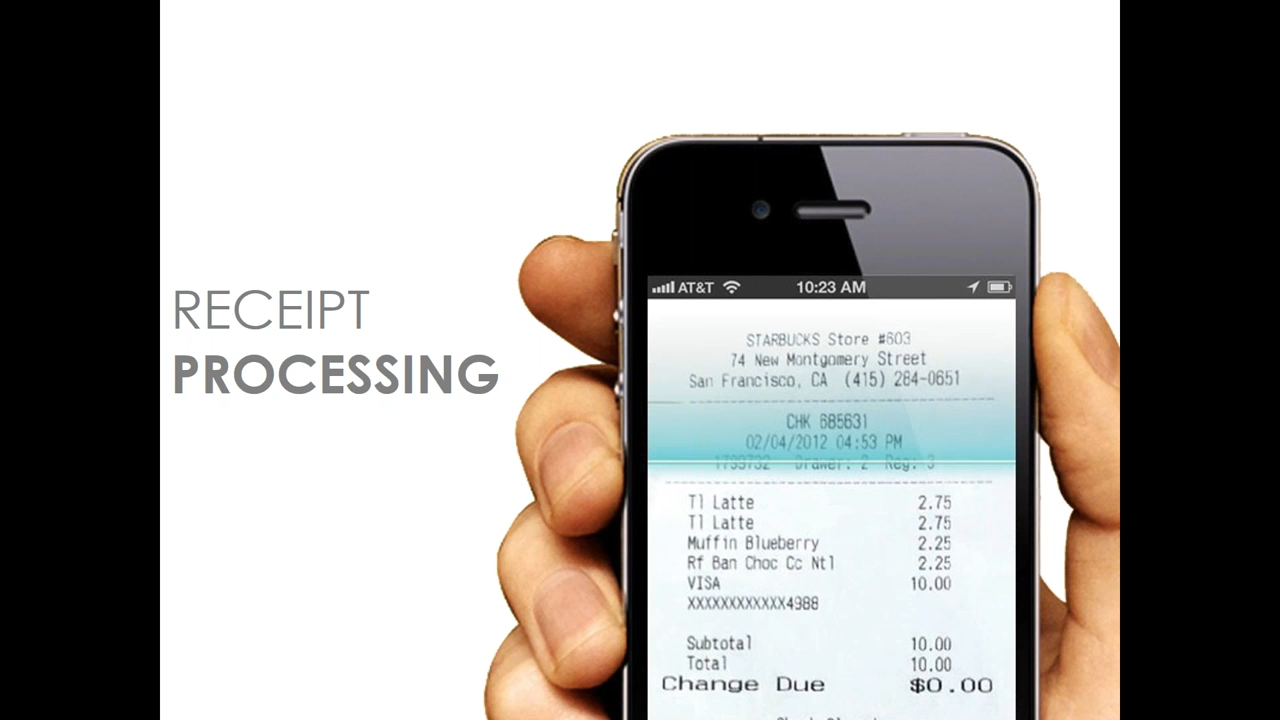 RECEIPT
PROCESSING
AT&T 10:23 AM
STARBUCKS Store #603
74 New Montgomery Street
San Francisco, CA (415) 284-0651
CHK 685631
02/04/2012 04:53 PM
1799732 Drawer: 2 Reg: 3
Tl Latte 2.75
Tl Latte 2.75
Muffin Blueberry 2.25
Rf Ban Choc Cc Ntl 2.25
VISA 10.00
XXXXXXXXXXXX4988
Subtotal 10.00
Total 10.00
Change Due $0.00